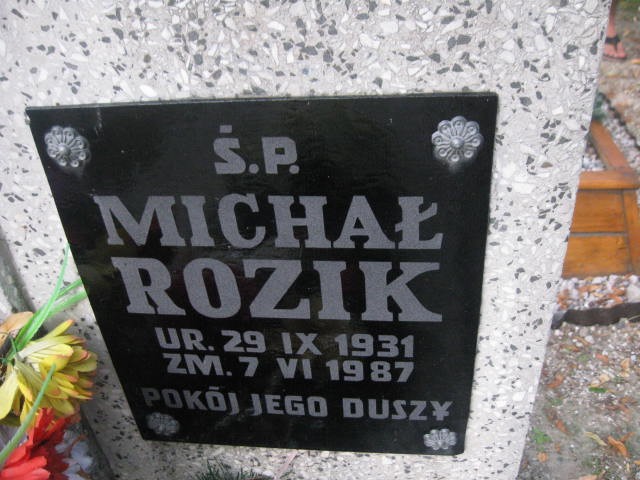 Ś.P.
MICHAŁ
ROZIK
UR. 29 IX 1931
ZM. 7 VI 1987
POKÓJ JEGO DUSZY